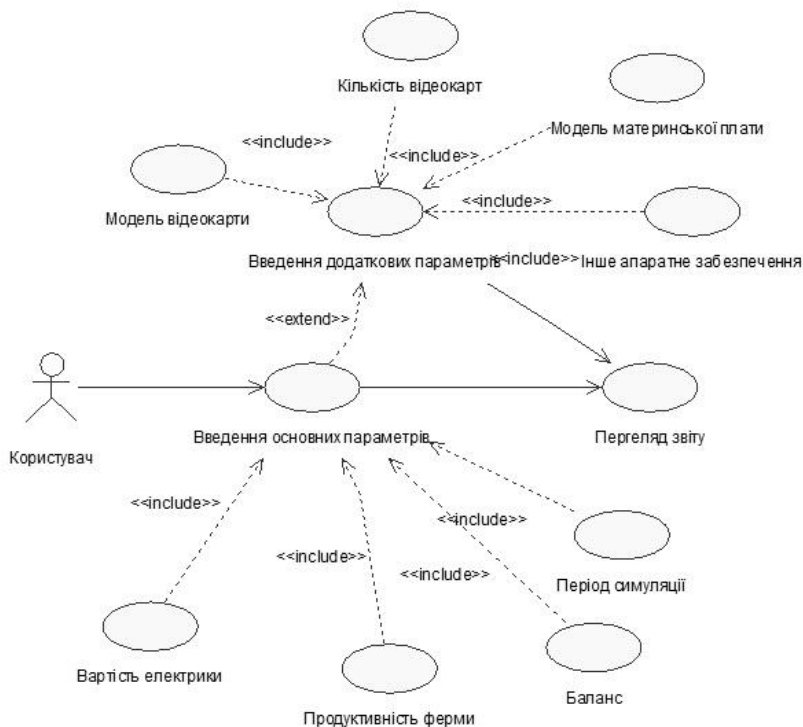 Кількість відеокарт
Модель материнської плати
<<include>>
<<include>>
<<include>>
Модель відеокарти
Введення додаткових параметрів
<<include>>
Інше апаратне забезпечення
<<extend>>
Введення основних параметрів
Пергеляд звіту
Користувач
<<include>>
<<include>>
<<include>>
<<include>>
Період симуляції
Вартість електрики
Баланс
Продуктивність ферми